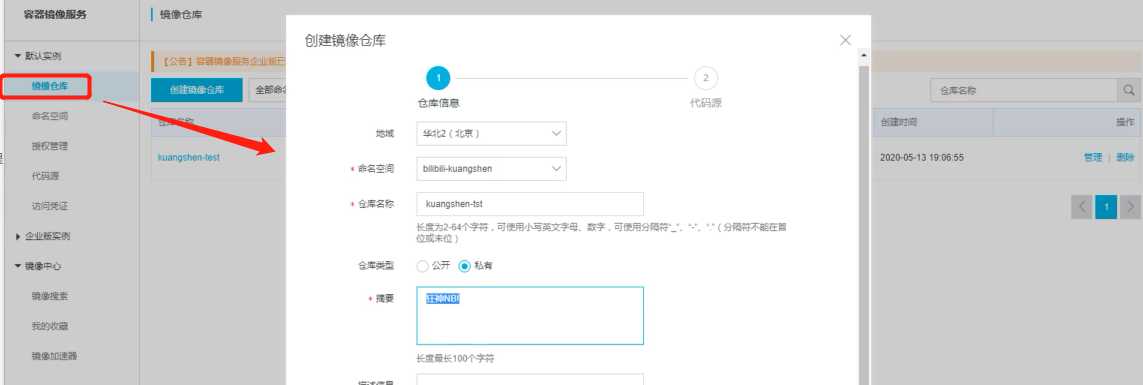 容器镜像服务
镜像仓库
默认实例
镜像仓库
命名空间
授权管理
代码源
访问凭证
企业版实例
镜像中心
镜像搜索
我的收藏
镜像加速器
【公告】容器镜像服务企业版已
创建镜像仓库
全部命名
仓库名称
kuangshen-test
仓库名称
创建时间
操作
2020-05-13 19:06:55
管理 | 删除
1
创建镜像仓库
1
2
仓库信息
代码源
地域
华北2（北京）
* 命名空间
bilibili-kuangshen
* 仓库名称
kuangshen-tst
长度为2-64个字符，可使用小写英文字母、数字，可使用分隔符"_"、"-"、"."（分隔符不能在首
位或末位）
仓库类型
公开
私有
* 摘要
狂神NB!
长度最长100个字符
描述信息